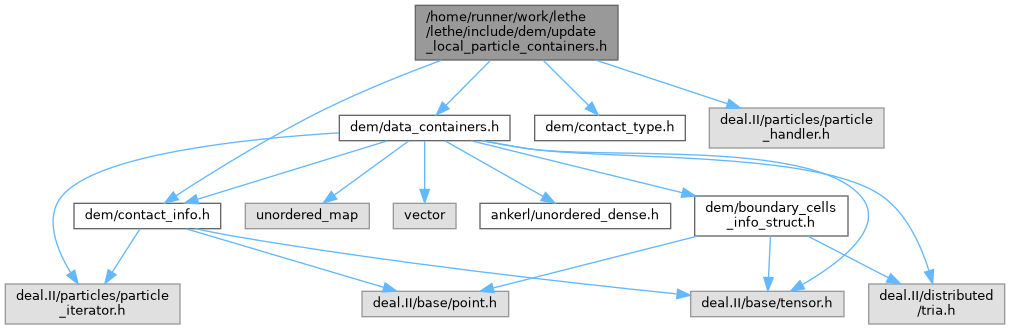 /home/runner/work/lethe
/lethe/include/dem/update
_local_particle_containers.h
dem/data_containers.h
dem/contact_type.h
deal.II/particles/particle
_handler.h
dem/contact_info.h
unordered_map
vector
ankerl/unordered_dense.h
dem/boundary_cells
_info_struct.h
deal.II/particles/particle
_iterator.h
deal.II/base/point.h
deal.II/base/tensor.h
deal.II/distributed
/tria.h